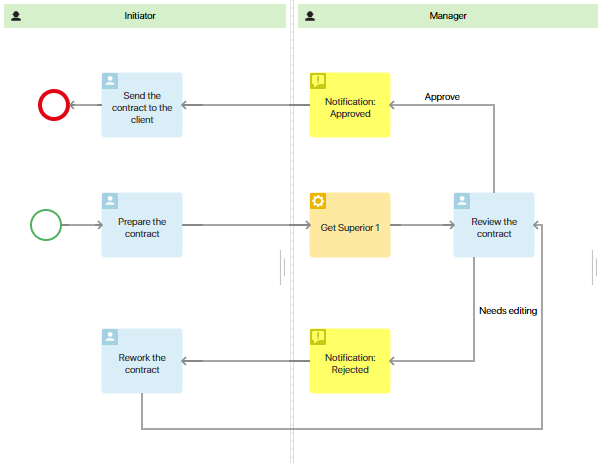 Initiator
Manager
Send the
contract to the
client
Notification:
Approved
Approve
Prepare the
contract
Get Superior 1
Review the
contract
Needs editing
Rework the
contract
Notification:
Rejected